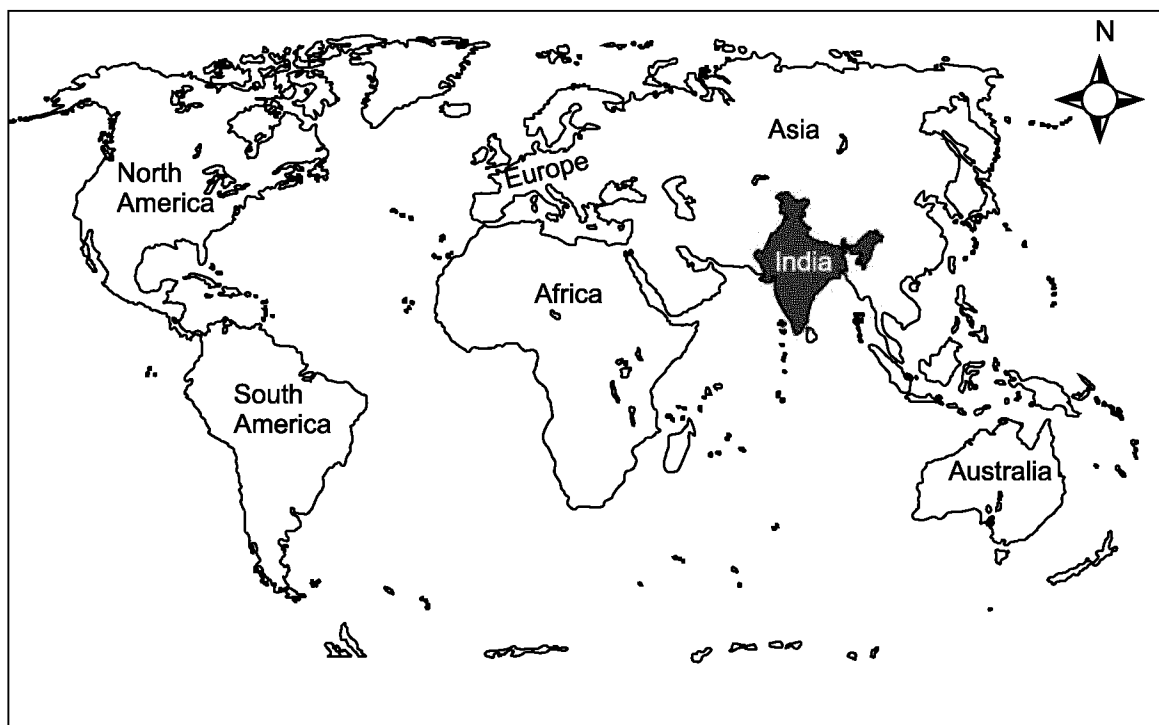 N
Asia
Europe
North
America
India
Africa
South
America
Australia